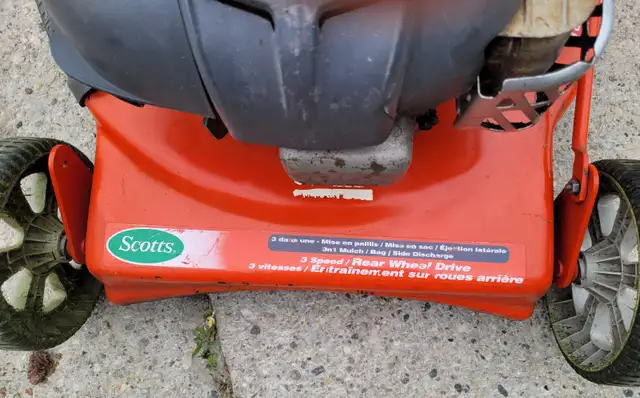 Scotts
3 dans une - Mise en paillis / Mise en sac / Éjection latérale
3n1 Mulch / Bag / Side Discharge
3 Speed / Rear Wheel Drive
3 vitesses / Entraînement sur roues arrière